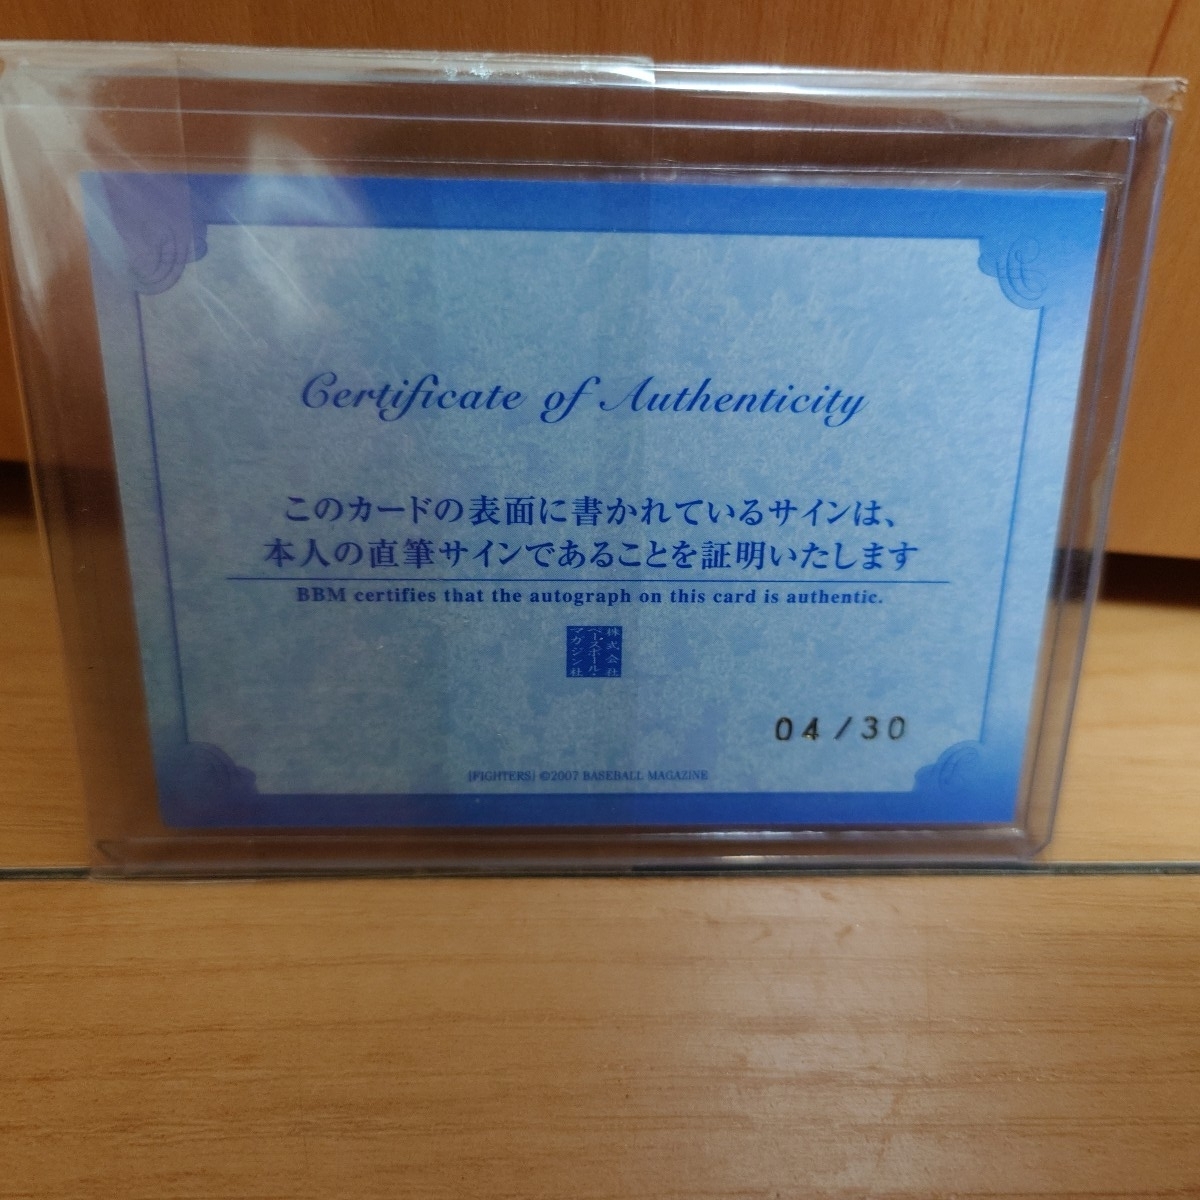 Certificate of Authenticity
このカードの表面に書かれているサインは、
本人の直筆サインであることを証明いたします
BBM certifies that the autograph on this card is authentic.
株式会社
ベースボール・
マガジン社
04/30
[FIGHTERS] ©2007 BASEBALL MAGAZINE